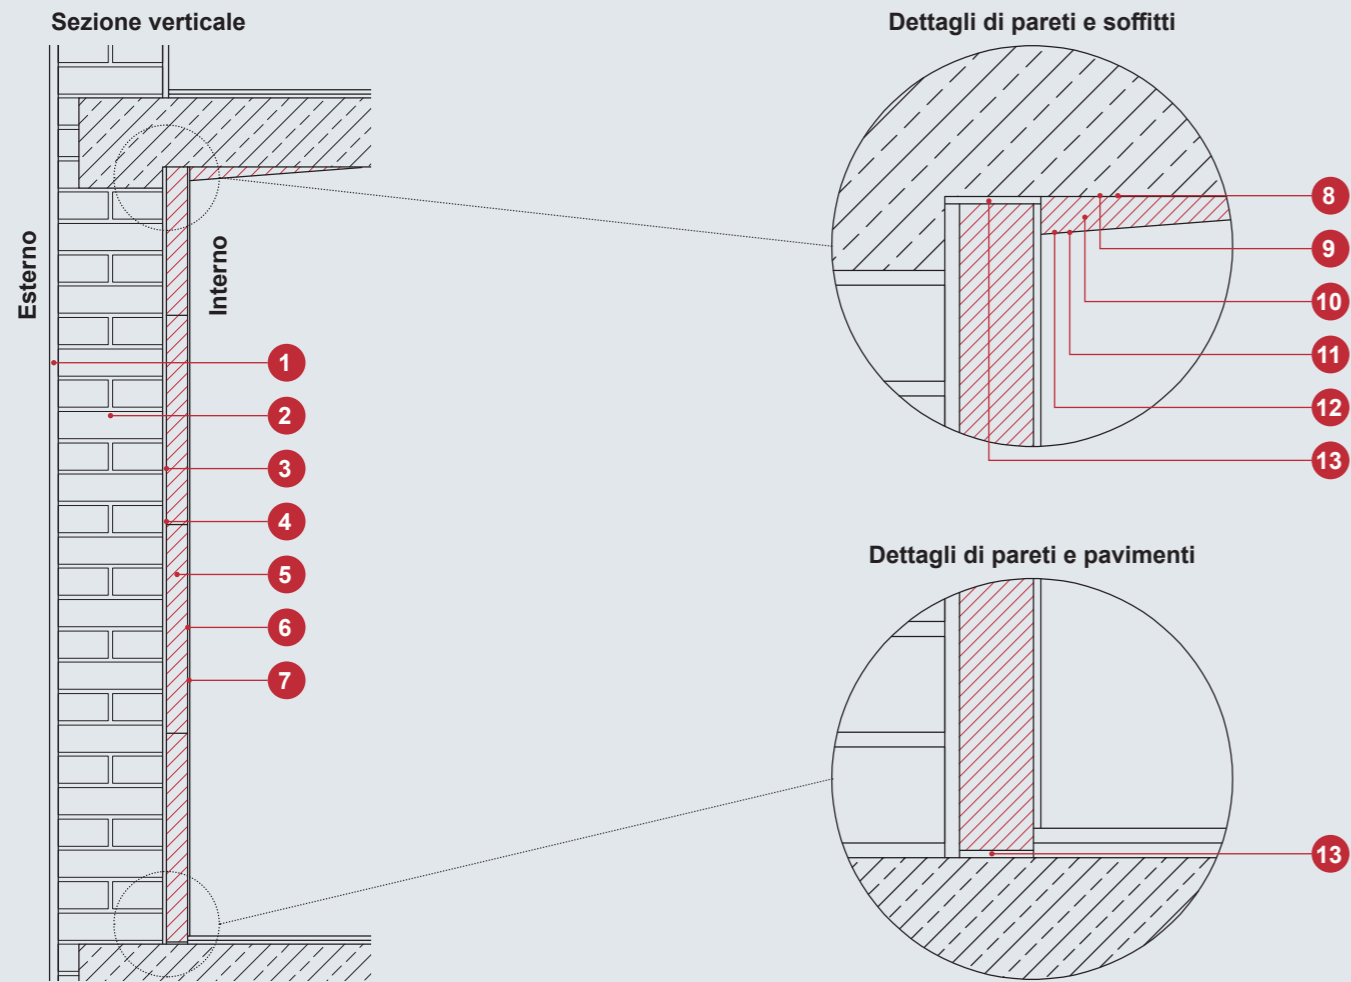 Sezione verticale
Esterno
Interno
1
2
3
4
5
6
7
Dettagli di pareti e soffitti
8
9
10
11
12
13
Dettagli di pareti e pavimenti
13